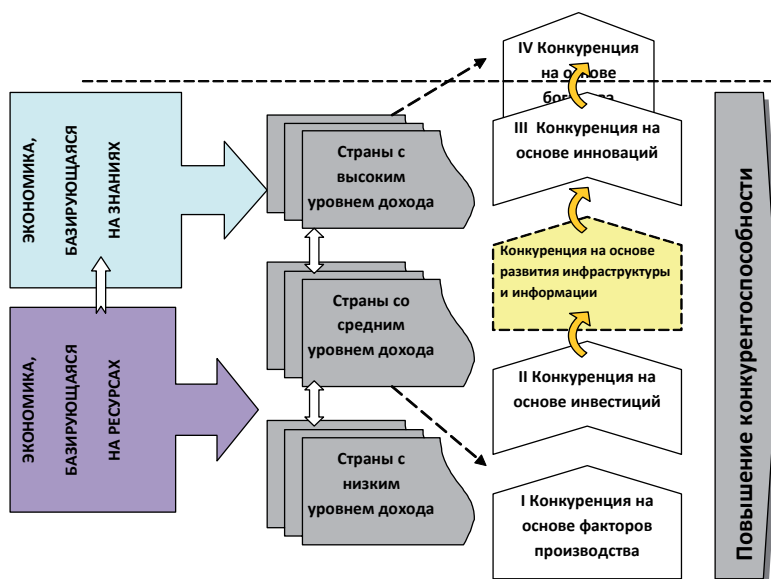 IV Конкуренция
на основе
III Конкуренция на
основе инноваций
ЭКОНОМИКА,
БАЗИРУЮЩАЯСЯ
НА ЗНАНИЯХ
Страны с
высоким
уровнем дохода
Конкуренция на основе
развития инфраструктуры
и информации
Страны со
средним
уровнем дохода
ЭКОНОМИКА,
БАЗИРУЮЩАЯСЯ
НА РЕСУРСАХ
II Конкуренция на
основе инвестиций
Страны с
низким
уровнем дохода
I Конкуренция на
основе факторов
производства
Повышение конкурентоспособности